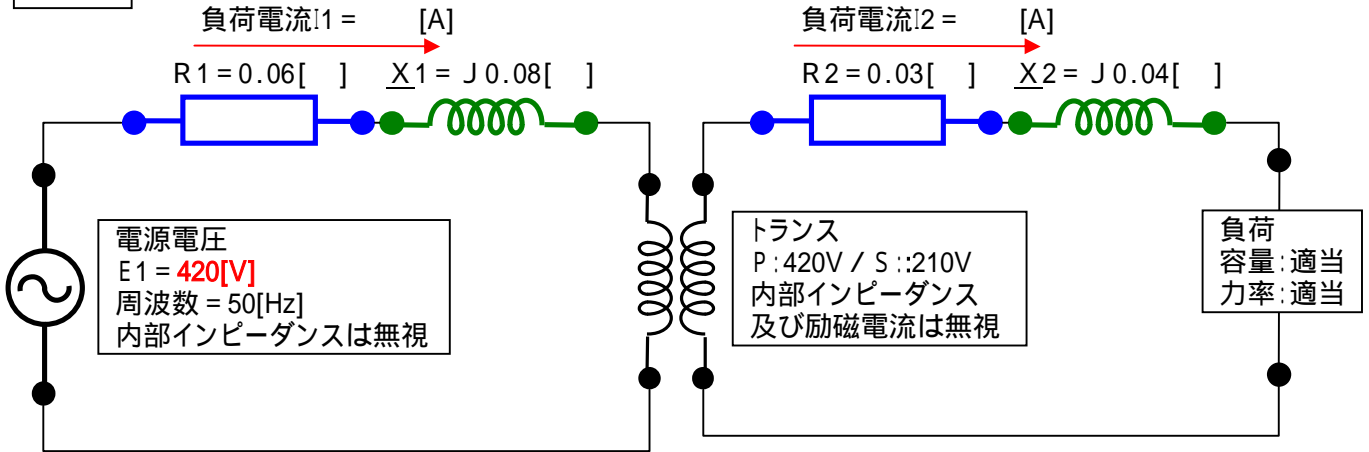 負荷電流I1 = [A]
負荷電流I2 = [A]
R1=0.06[ ] X1= J0.08[ ]
R2=0.03[ ] X2= J0.04[ ]
電源電圧
E1 = 420[V]
周波数 = 50[Hz]
内部インピーダンスは無視
トランス
P:420V / S::210V
内部インピーダンス
及び励磁電流は無視
負荷
容量:適当
力率:適当